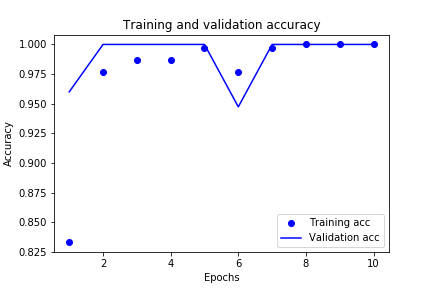 Training and validation accuracy
1.000
0.975
0.950
0.925
0.900
0.875
0.850
0.825
Accuracy
Training acc
Validation acc
2 4 6 8 10
Epochs